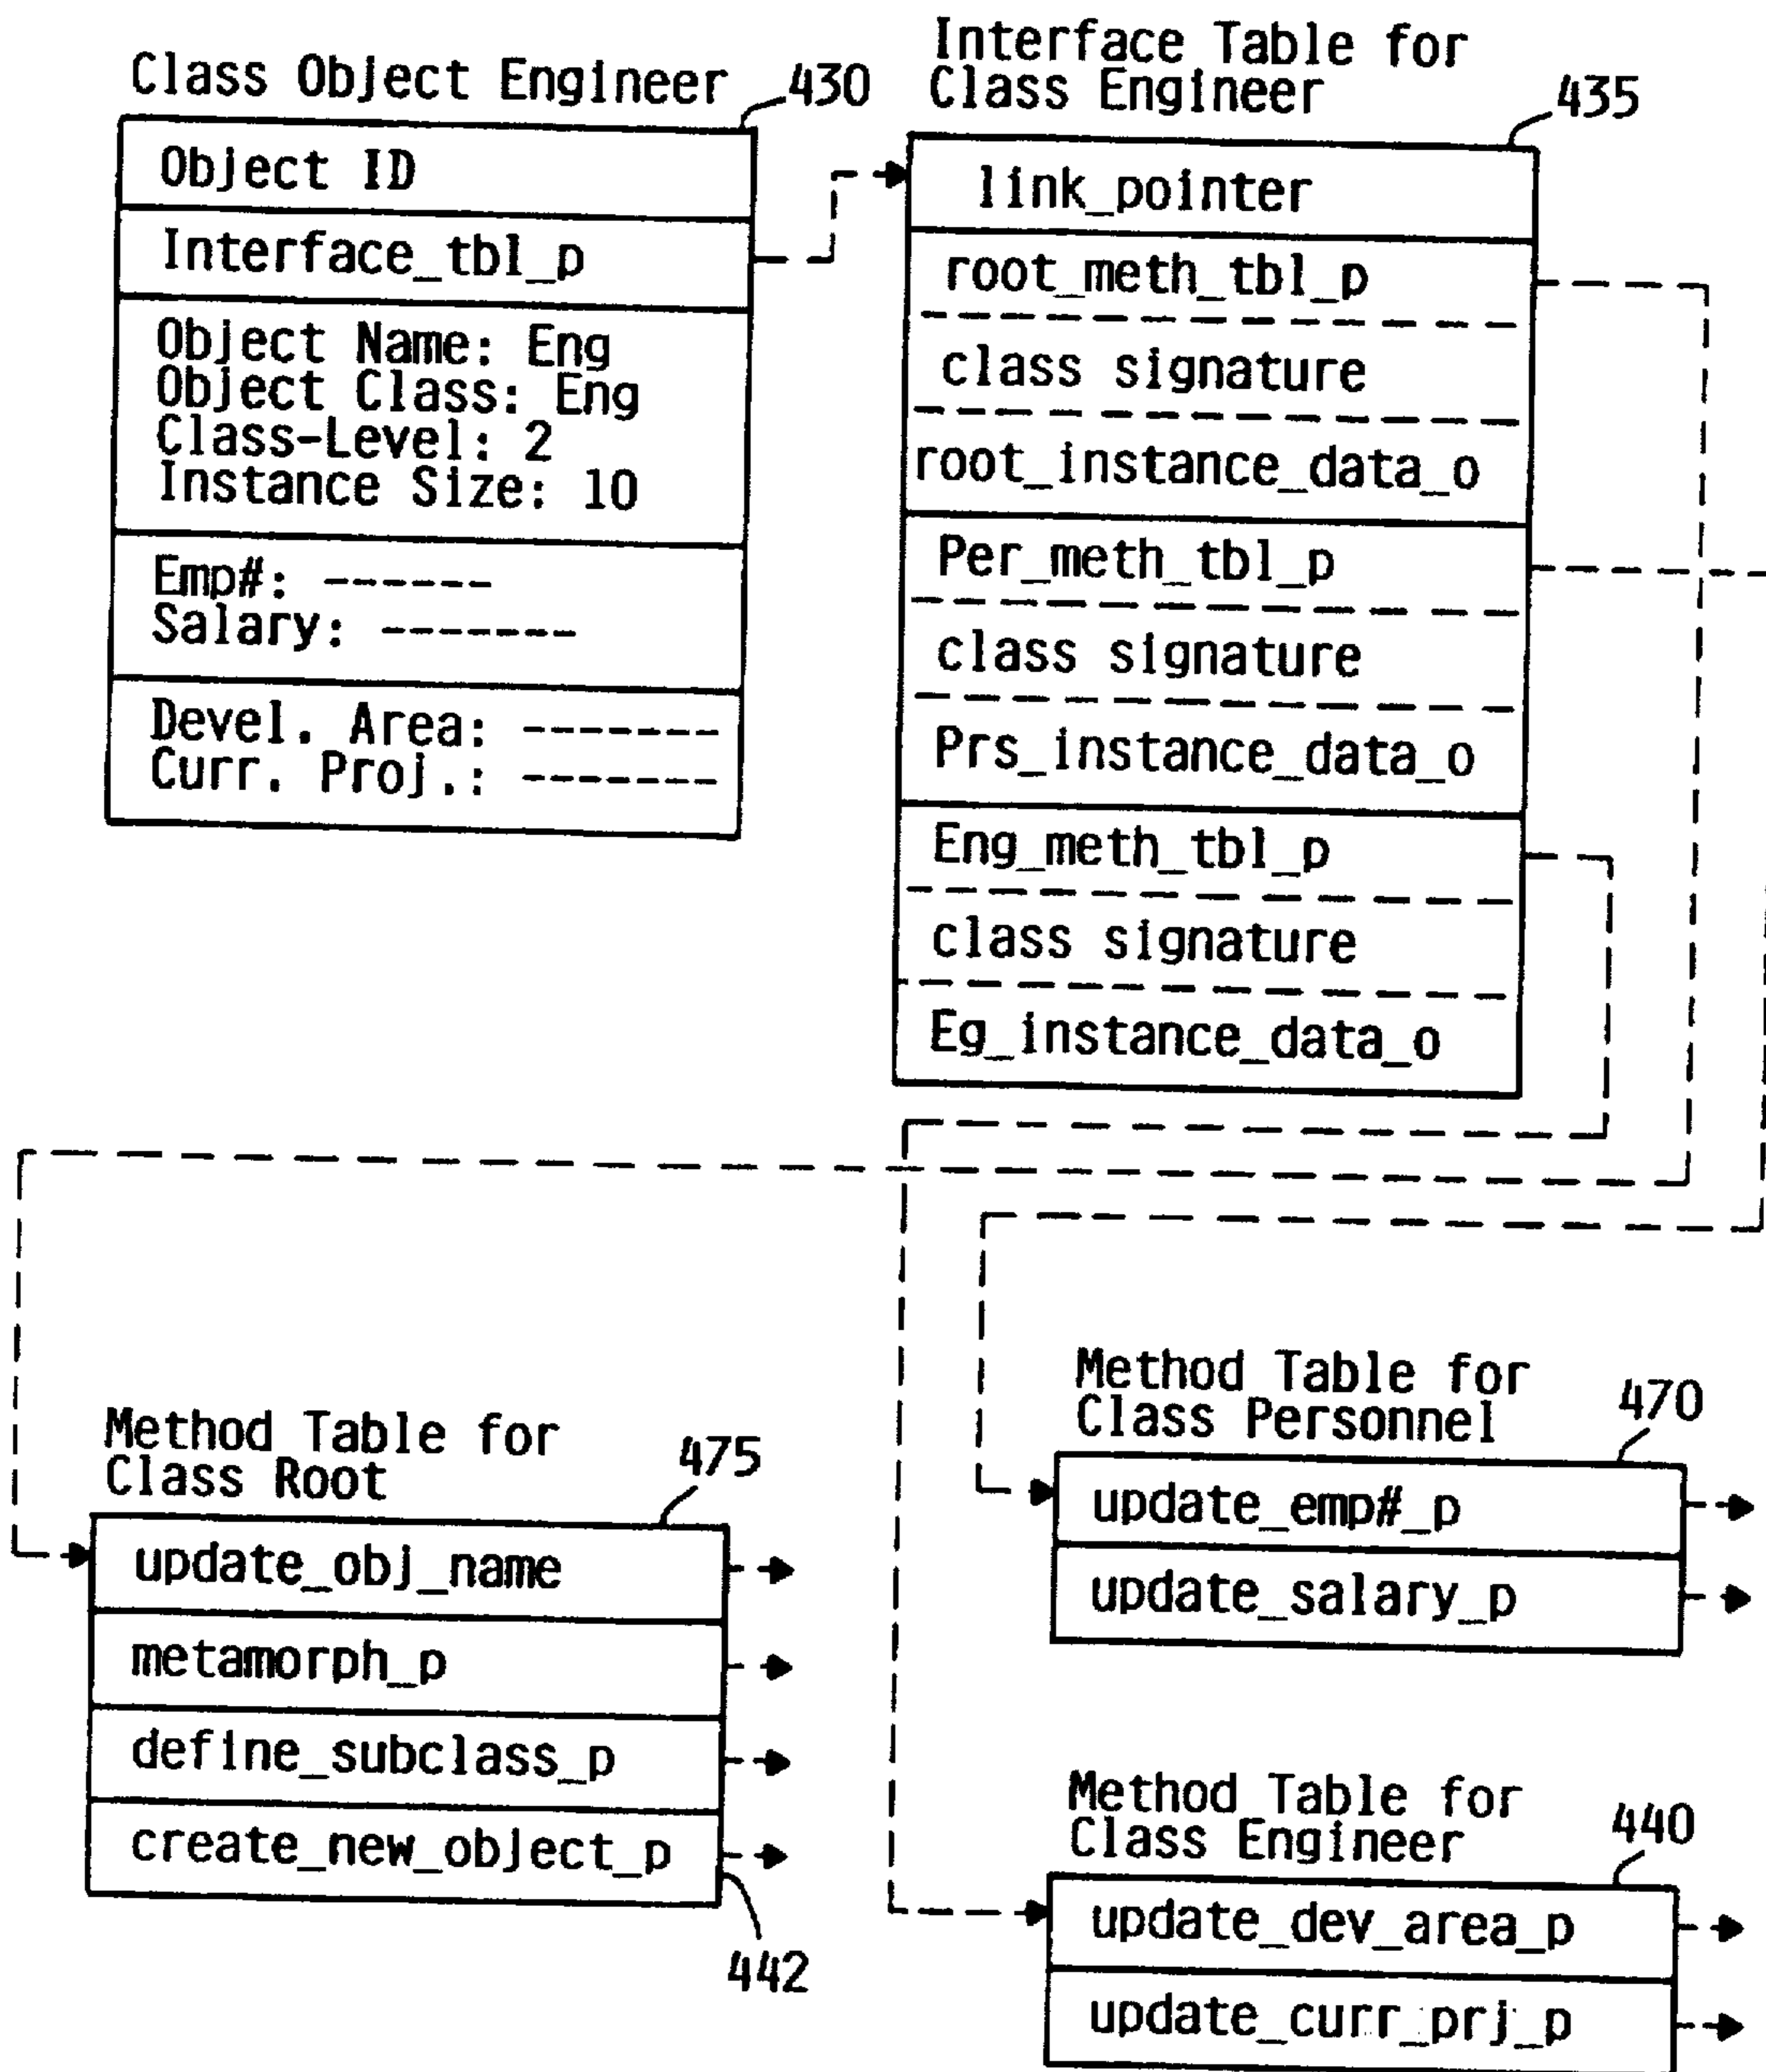 Class Object Engineer 430
Object ID
Interface_tbl_p
Object Name: Eng
Object Class: Eng
Class-Level: 2
Instance Size: 10
Emp#: ------
Salary: --------
Devel. Area: -------
Curr. Proj.: -------
Interface Table for
Class Engineer
435
link_pointer
root_meth_tbl_p
class signature
root_instance_data_o
Per_meth_tbl_p
class signature
Prs_instance_data_o
Eng_meth_tbl_p
class signature
Eg_instance_data_o
Method Table for
Class Root
475
update_obj_name
metamorph_p
define_subclass_p
create_new_object_p
442
Method Table for
Class Personnel
470
update_emp#_p
update_salary_p
Method Table for
Class Engineer
440
update_dev_area_p
update_curr_prj_p